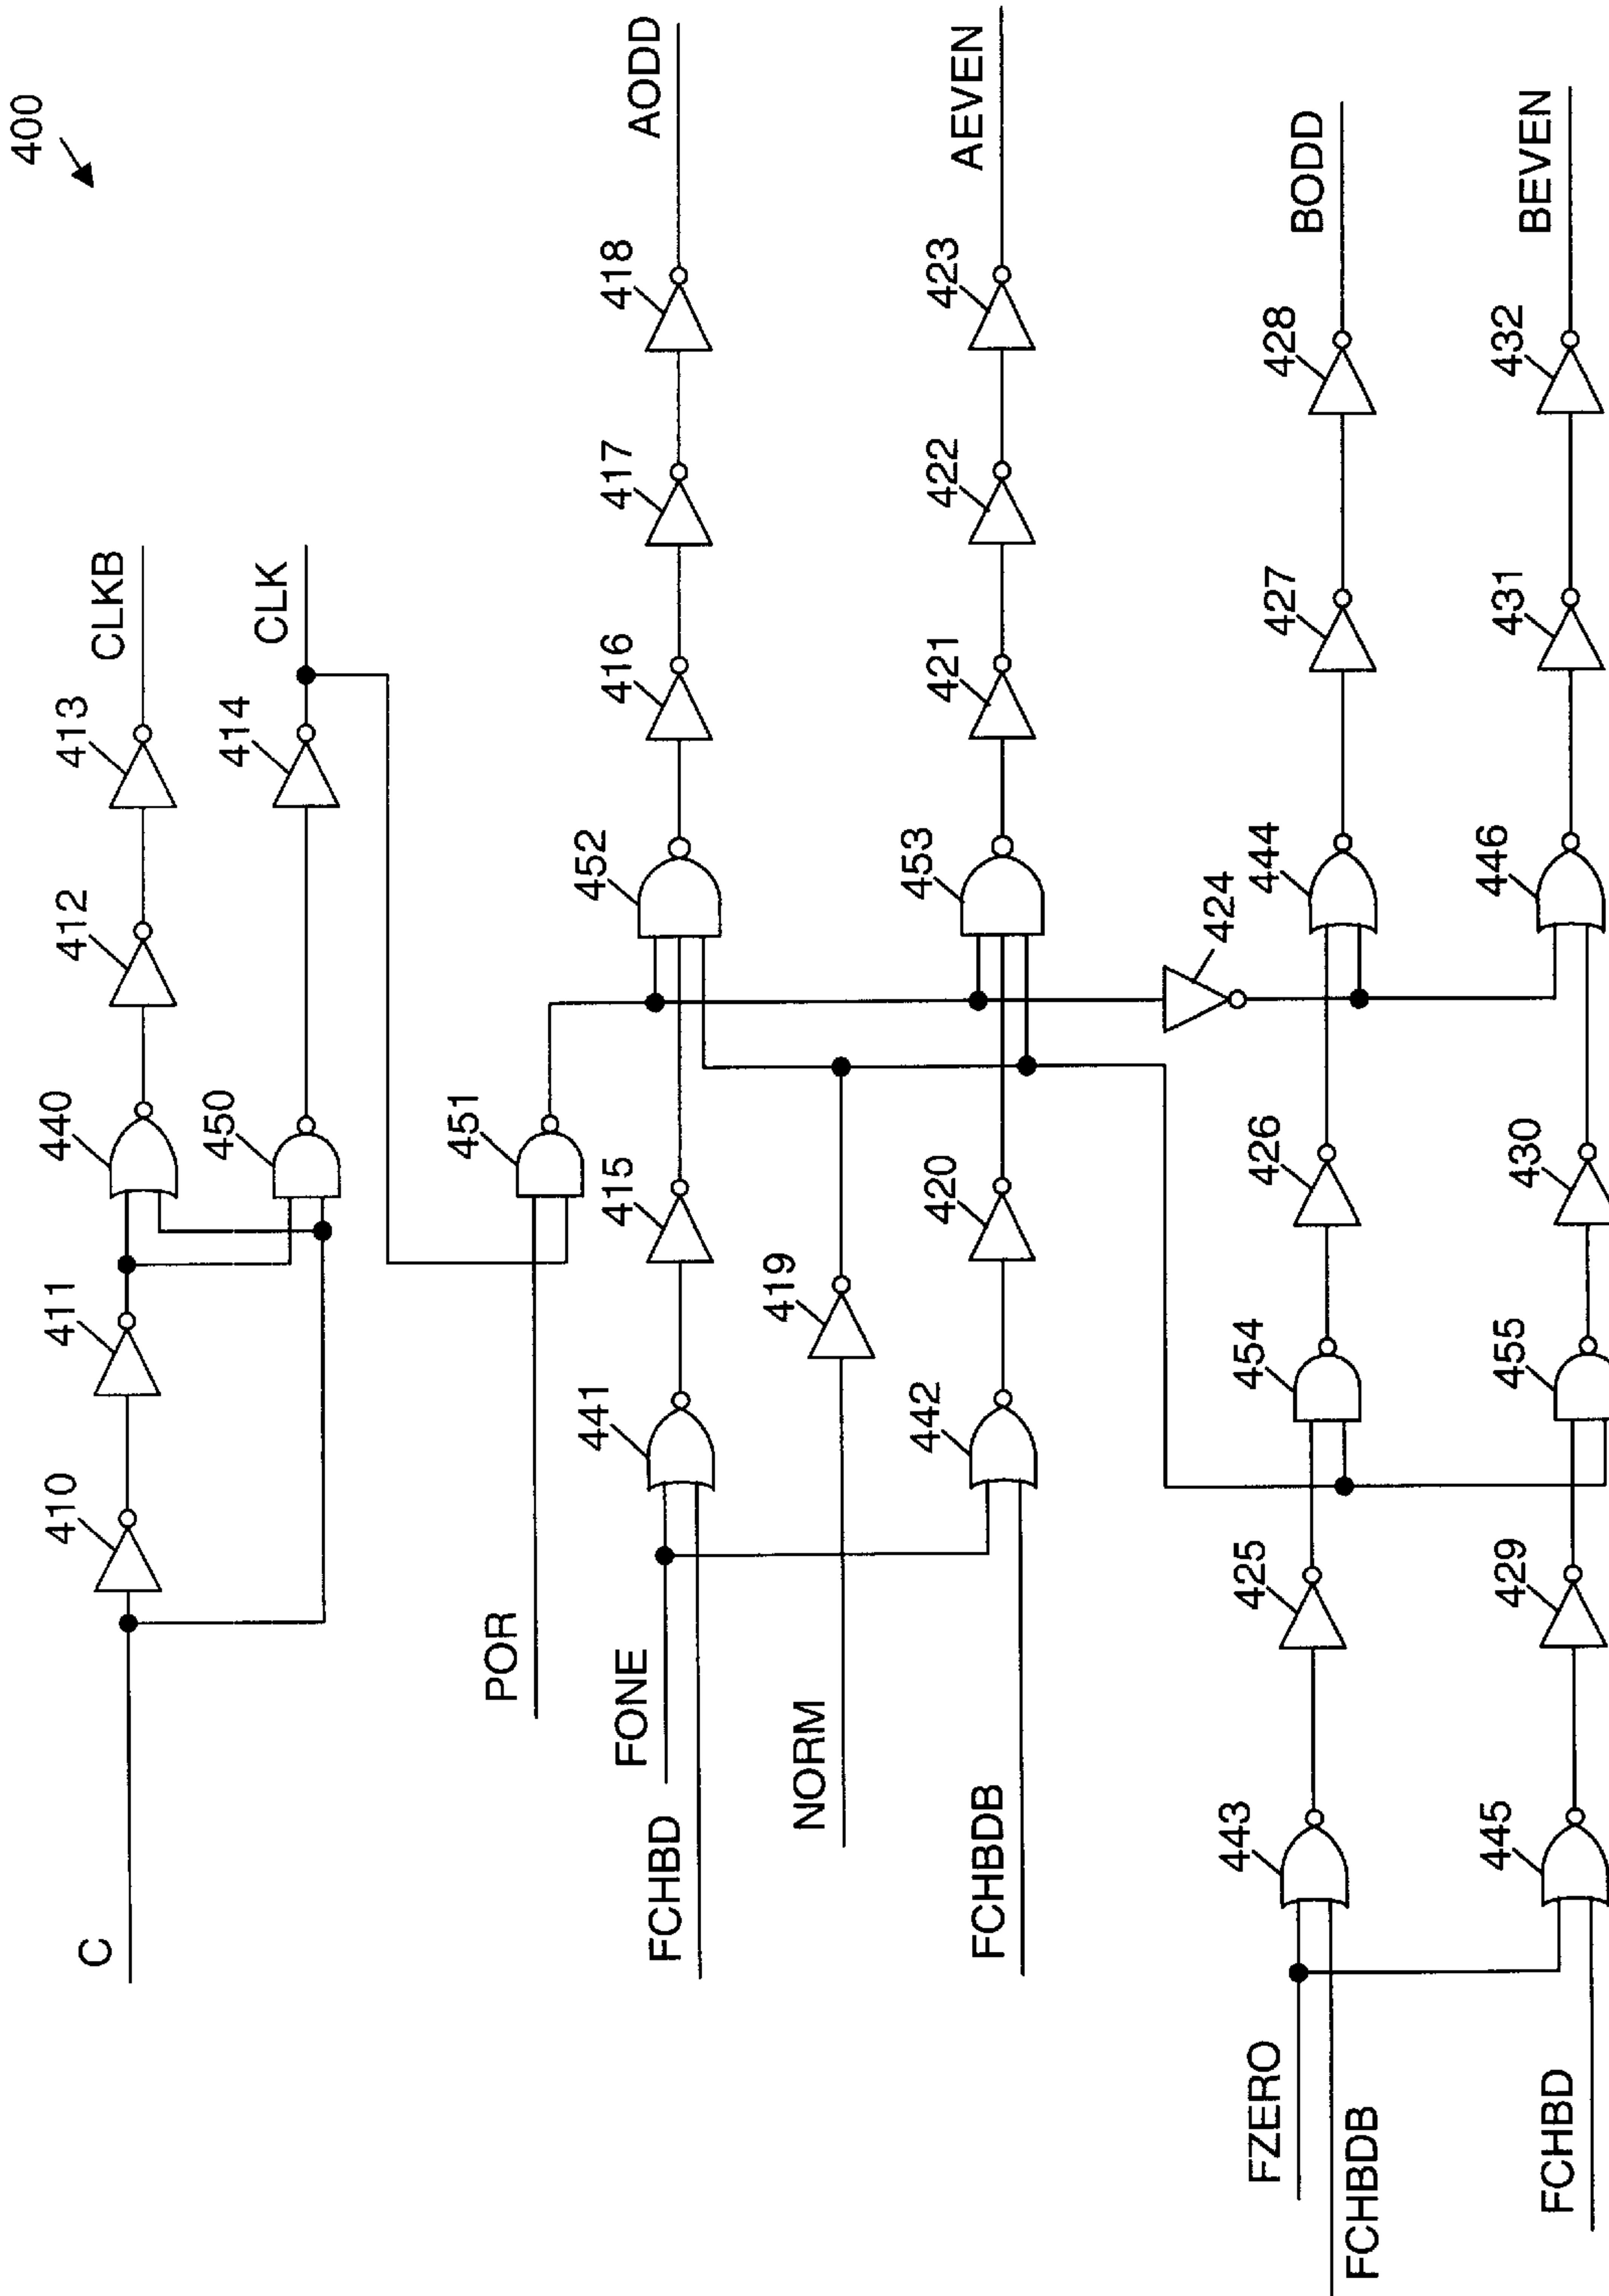 400
C
410
411
440
412
413
CLKB
450
414
CLK
POR
451
FONE
FCHBD
441
415
452
416
417
418
AODD
NORM
419
FCHBDB
442
420
453
421
422
423
AEVEN
424
FZERO
FCHBDB
443
425
454
426
444
427
428
BODD
FCHBD
445
429
455
430
446
431
432
BEVEN